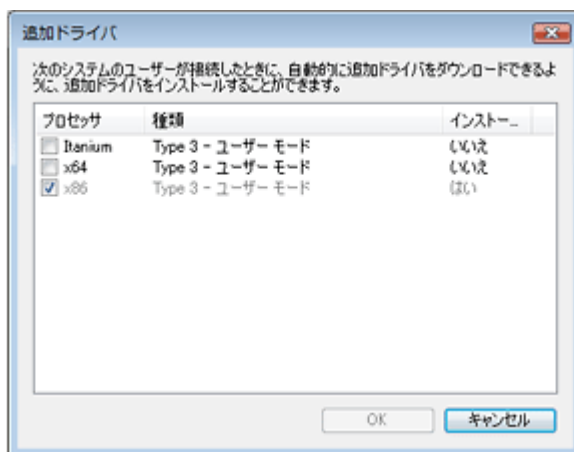 追加ドライバ
次のシステムのユーザーが接続したときに、自動的に追加ドライバをダウンロードできるよ
うに、追加ドライバをインストールすることができます。
プロセッサ 種類 インストー...
Itanium Type 3 - ユーザー モード いいえ
x64 Type 3 - ユーザー モード いいえ
x86 Type 3 - ユーザー モード はい
OK キャンセル